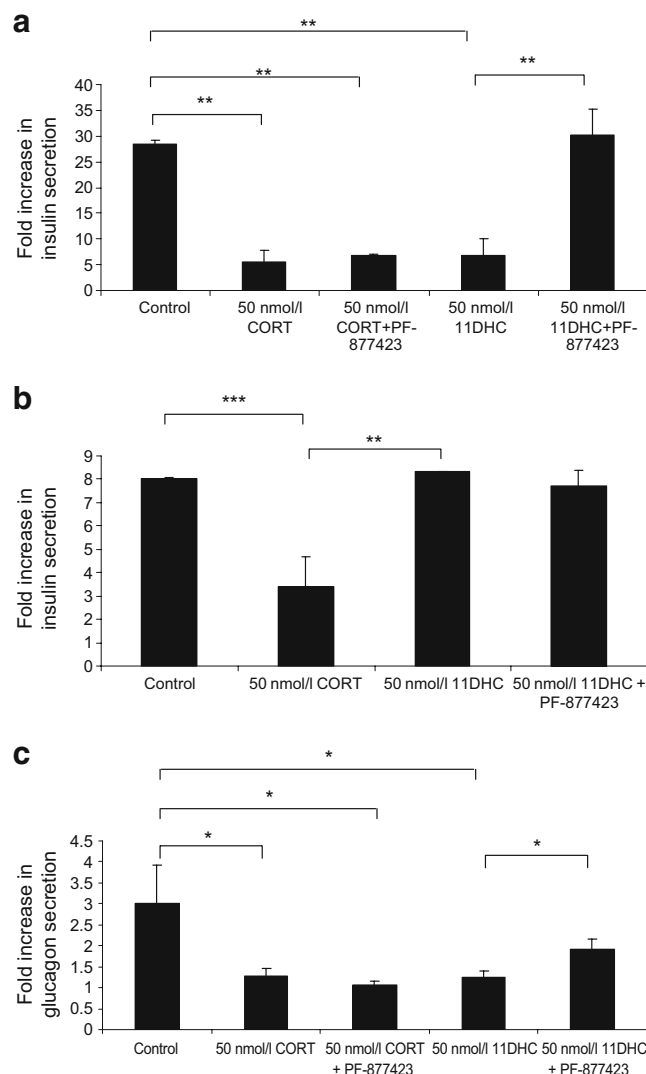 a
**
**
**
**
40
35
30
25
20
15
10
5
0
Fold increase in
insulin secretion
Control
50 nmol/l
CORT
50 nmol/l
CORT+PF-
877423
50 nmol/l
11DHC
50 nmol/l
11DHC+PF-
877423
b
***
**
9
8
7
6
5
4
3
2
1
0
Fold increase in
insulin secretion
Control
50 nmol/l CORT
50 nmol/l 11DHC
50 nmol/l 11DHC +
PF-877423
c
*
*
*
*
4.5
4
3.5
3
2.5
2
1.5
1
0.5
0
Fold increase in
glucagon secretion
Control
50 nmol/l CORT
50 nmol/l CORT
+ PF-877423
50 nmol/l 11DHC
50 nmol/l 11DHC
+ PF-877423